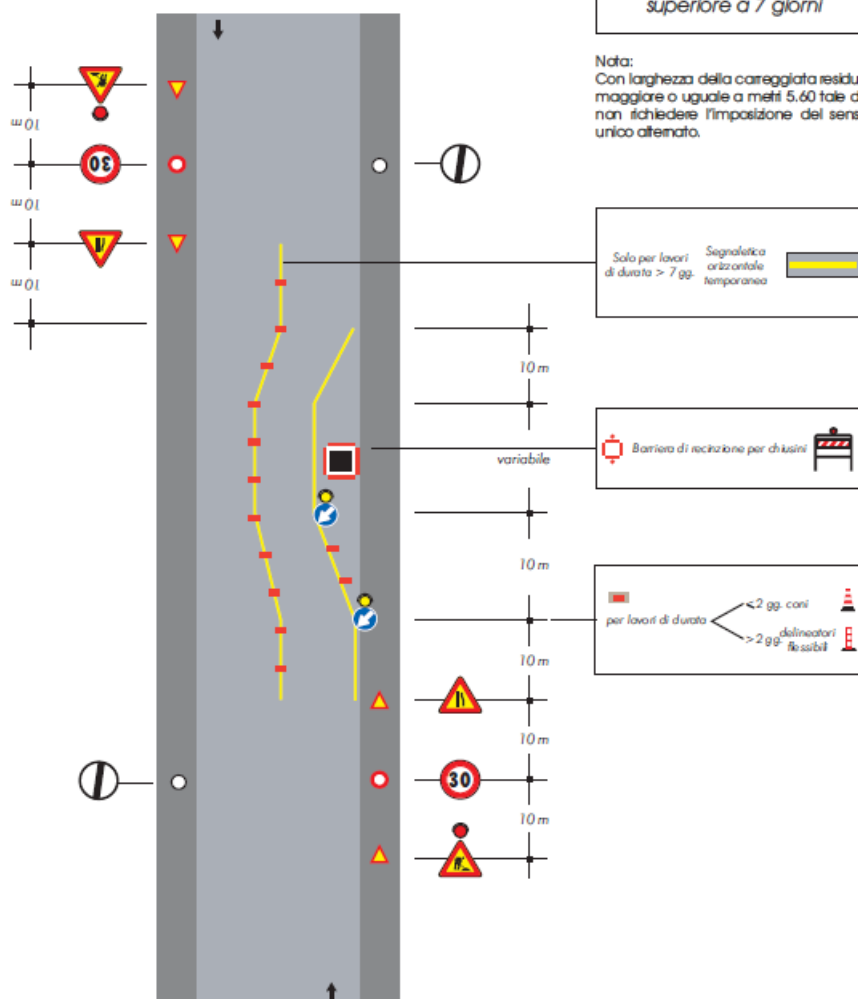 superiore a 7 giorni
Nota:
Con larghezza della carreggiata residu
maggiore o uguale a metri 5.60 tale d
non richiedere l'imposizione del sens
unico alternato.
10 m
30
10 m
10 m
Solo per lavori
di durata > 7 gg.
Segnaletica
orizzontale
temporanea
10 m
variabile
Barriera di recinzione per chiusini
10 m
per lavori di durata
<2 gg. coni
>2 gg. delineatori
flessibili
10 m
10 m
30
10 m